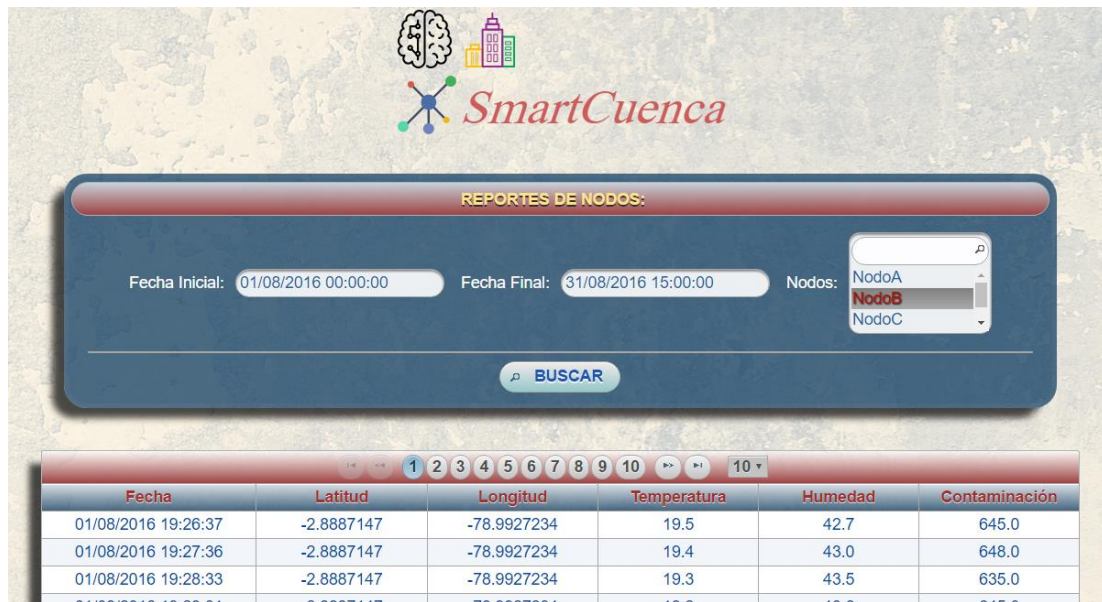 SmartCuenca
REPORTES DE NODOS:
Fecha Inicial: 01/08/2016 00:00:00 Fecha Final: 31/08/2016 15:00:00 Nodos:
NodoA
NodoB
NodoC
BUSCAR
1 2 3 4 5 6 7 8 9 10 10
Fecha Latitud Longitud Temperatura Humedad Contaminación
01/08/2016 19:26:37 -2.8887147 -78.9927234 19.5 42.7 645.0
01/08/2016 19:27:36 -2.8887147 -78.9927234 19.4 43.0 648.0
01/08/2016 19:28:33 -2.8887147 -78.9927234 19.3 43.5 635.0